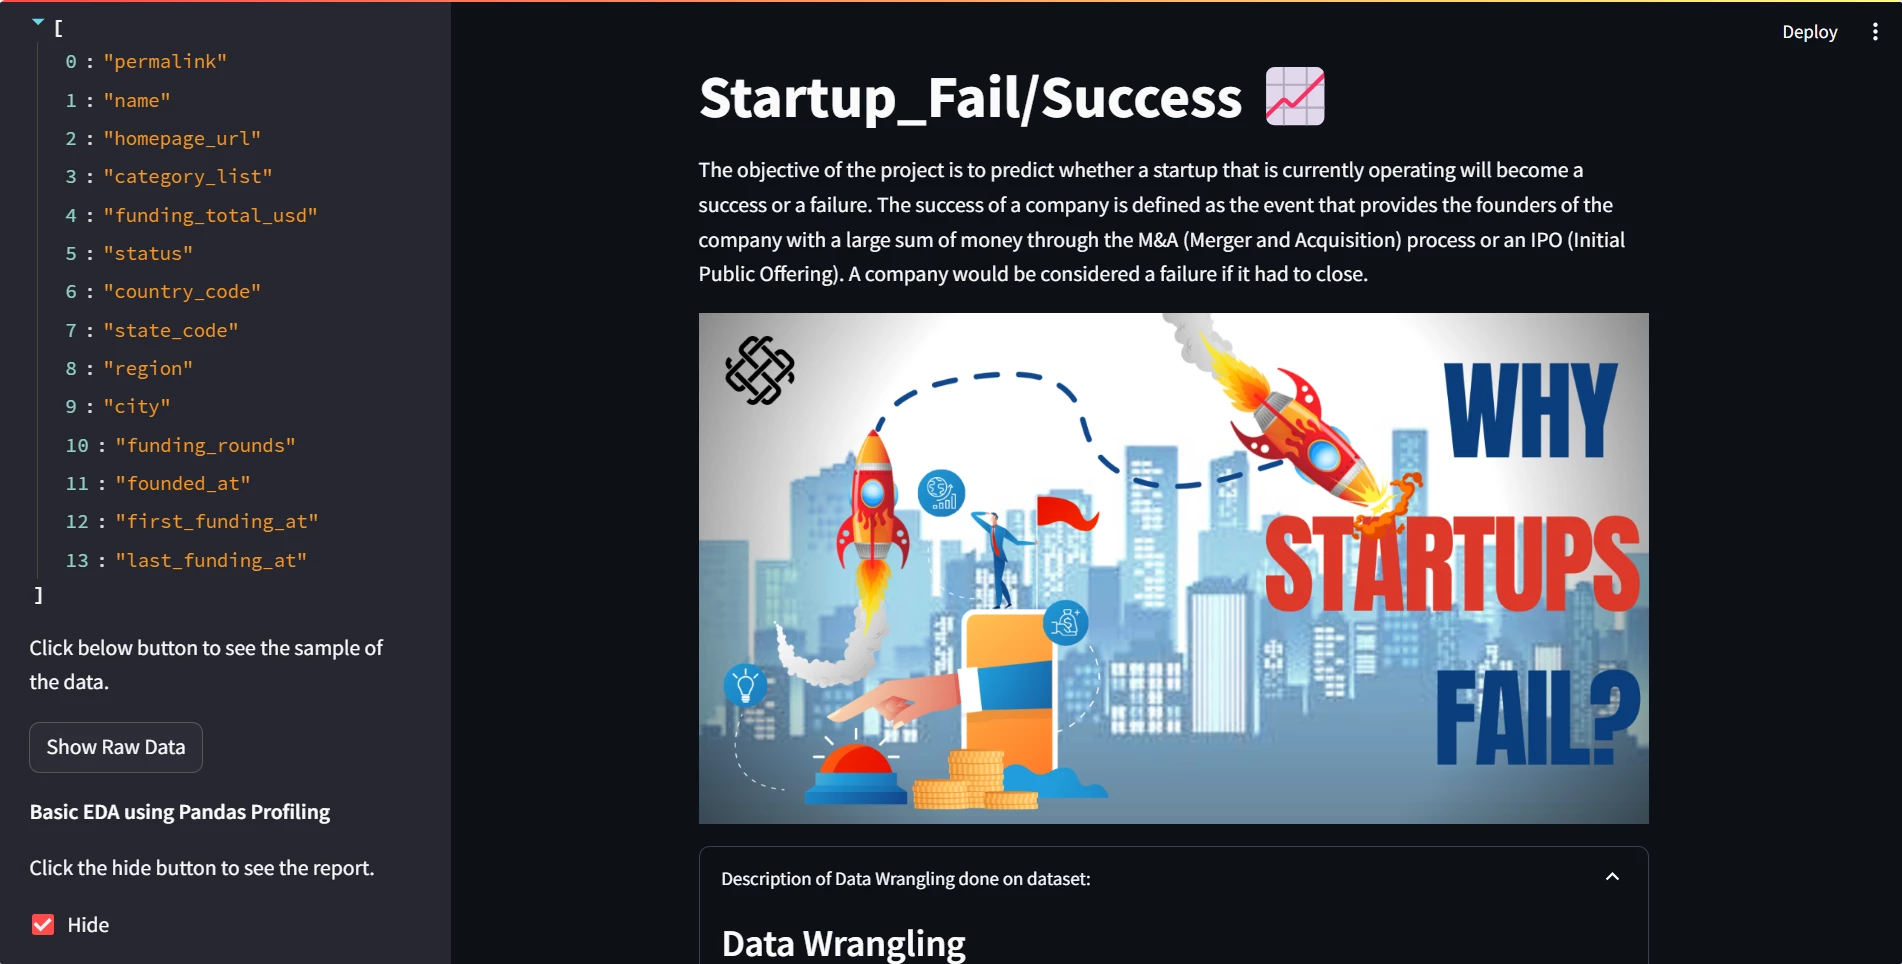 [
0 : "permalink"
1 : "name"
2 : "homepage_url"
3 : "category_list"
4 : "funding_total_usd"
5 : "status"
6 : "country_code"
7 : "state_code"
8 : "region"
9 : "city"
10 : "funding_rounds"
11 : "founded_at"
12 : "first_funding_at"
13 : "last_funding_at"
]
Click below button to see the sample of
the data.
Show Raw Data
Basic EDA using Pandas Profiling
Click the hide button to see the report.
Hide
Deploy
Startup_Fail/Success
The objective of the project is to predict whether a startup that is currently operating will become a
success or a failure. The success of a company is defined as the event that provides the founders of the
company with a large sum of money through the M&A (Merger and Acquisition) process or an IPO (Initial
Public Offering). A company would be considered a failure if it had to close.
WHY
STARTUPS
FAIL?
Description of Data Wrangling done on dataset:
Data Wrangling